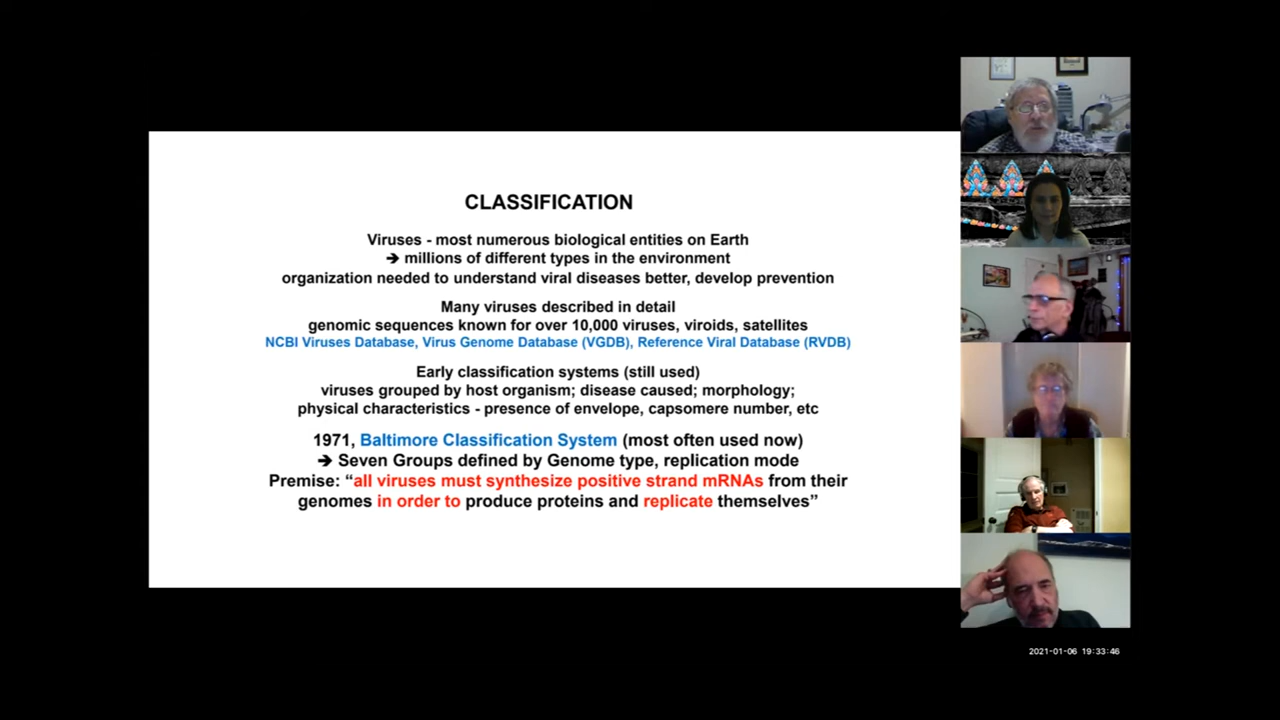 CLASSIFICATION
Viruses - most numerous biological entities on Earth
➔ millions of different types in the environment
organization needed to understand viral diseases better, develop prevention
Many viruses described in detail
genomic sequences known for over 10,000 viruses, viroids, satellites
NCBI Viruses Database, Virus Genome Database (VGDB), Reference Viral Database (RVDB)
Early classification systems (still used)
viruses grouped by host organism; disease caused; morphology;
physical characteristics - presence of envelope, capsomere number, etc
1971, Baltimore Classification System (most often used now)
➔ Seven Groups defined by Genome type, replication mode
Premise: “all viruses must synthesize positive strand mRNAs from their
genomes in order to produce proteins and replicate themselves”
2021-01-06 19:33:46